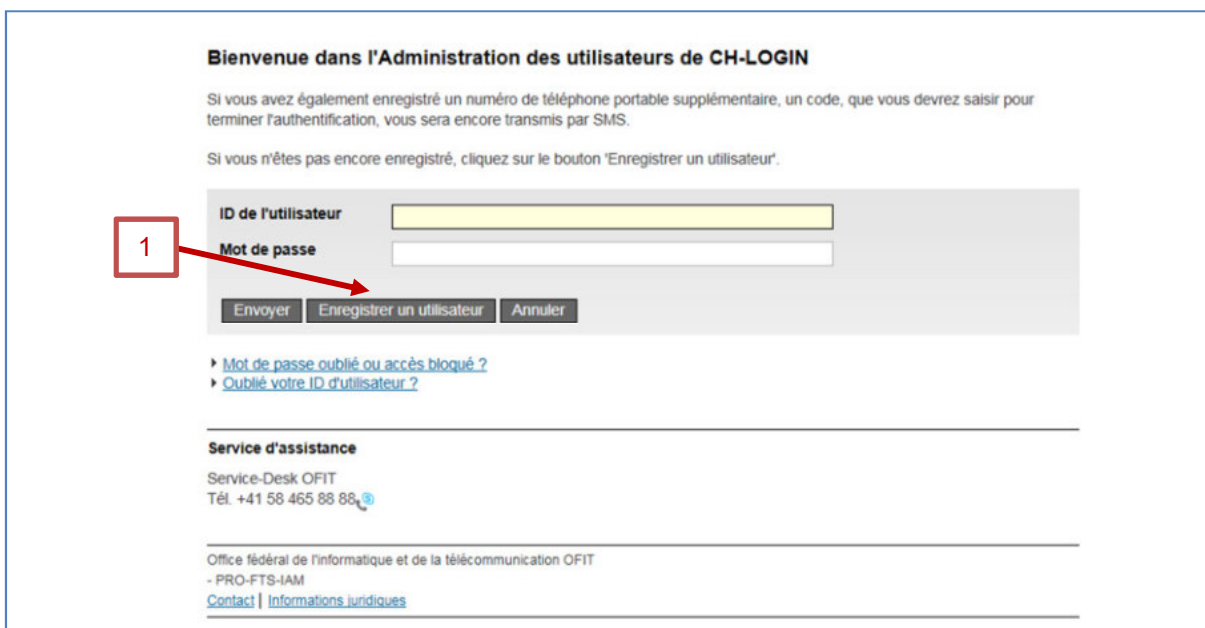 Bienvenue dans l'Administration des utilisateurs de CH-LOGIN
Si vous avez également enregistré un numéro de téléphone portable supplémentaire, un code, que vous devrez saisir pour
terminer l'authentification, vous sera encore transmis par SMS.
Si vous n'êtes pas encore enregistré, cliquez sur le bouton 'Enregistrer un utilisateur'.
ID de l'utilisateur
1
Mot de passe
Envoyer Enregistrer un utilisateur Annuler
Mot de passe oublié ou accès bloqué ?
Oublié votre ID d'utilisateur ?
Service d'assistance
Service-Desk OFIT
Tél. +41 58 465 88 88
Office fédéral de l'informatique et de la télécommunication OFIT
- PRO-FTS-IAM
Contact | Informations juridiques